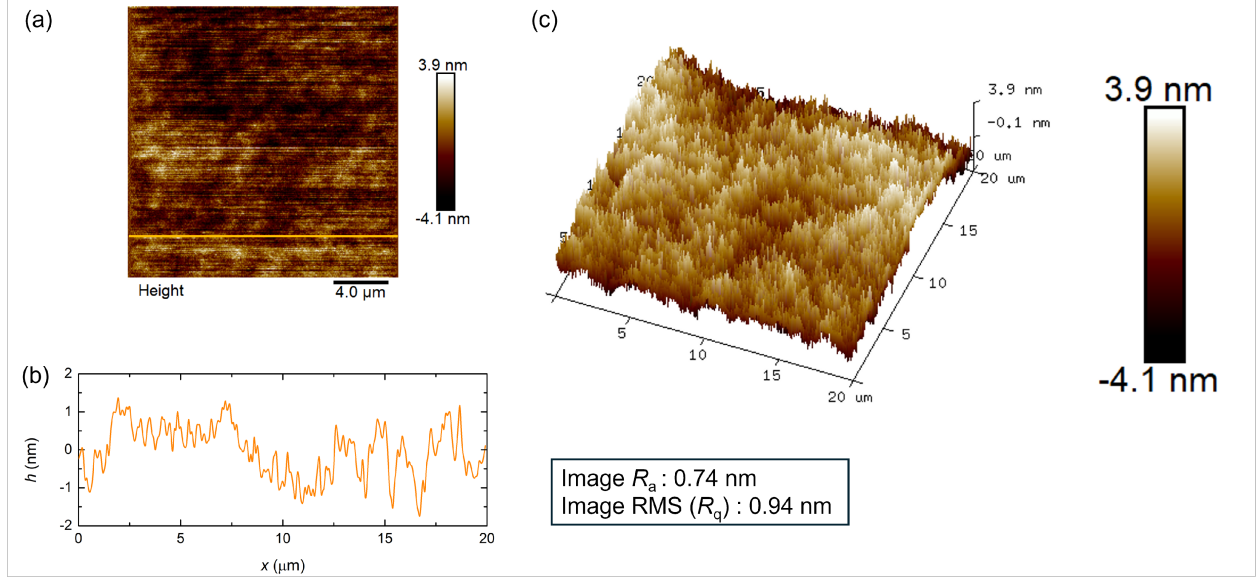 (a)
3.9 nm
-4.1 nm
Height
4.0 µm
(b)
2
1
0
-1
-2
h (nm)
0
5
10
15
20
x (µm)
(c)
3.9 nm
-0.1 nm
20 um
15
10
5
5
10
15
20 um
3.9 nm
-4.1 nm
Image Ra : 0.74 nm
Image RMS (Rq) : 0.94 nm